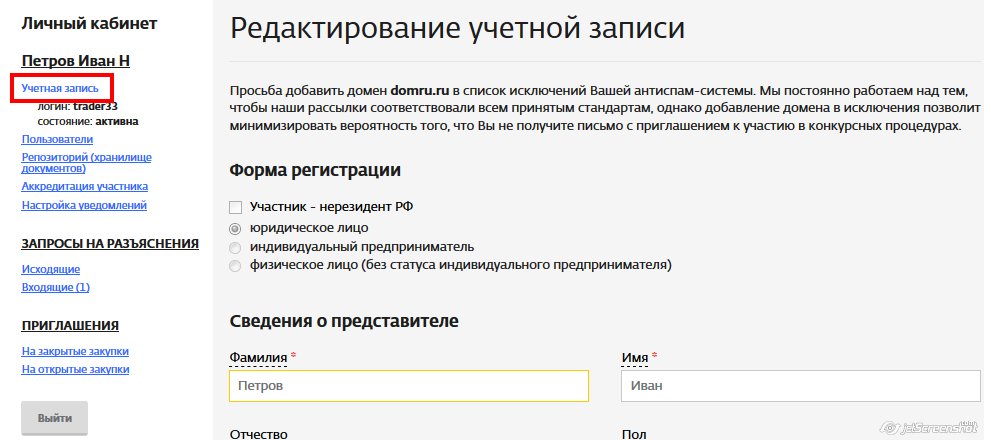 Личный кабинет
Петров Иван Н
Учетная запись
логин: trader33
состояние: активна
Пользователи
Репозиторий (хранилище
документов)
Аккредитация участника
Настройка уведомлений
ЗАПРОСЫ НА РАЗЪЯСНЕНИЯ
Исходящие
Входящие (1)
ПРИГЛАШЕНИЯ
На закрытые закупки
На открытые закупки
Выйти
Редактирование учетной записи
Просьба добавить домен domru.ru в список исключений Вашей антиспам-системы. Мы постоянно работаем над тем,
чтобы наши рассылки соответствовали всем принятым стандартам, однако добавление домена в исключения позволит
минимизировать вероятность того, что Вы не получите письмо с приглашением к участию в конкурсных процедурах.
Форма регистрации
Участник - нерезидент РФ
юридическое лицо
индивидуальный предприниматель
физическое лицо (без статуса индивидуального предпринимателя)
Сведения о представителе
Фамилия * Имя *
Петров Иван
Отчество Пол
jetScreenshot